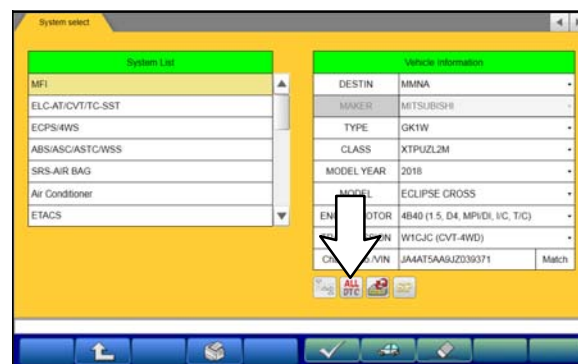 System select
System List
MFI
ELC-AT/CVT/TC-SST
ECPS/4WS
ABS/ASC/ASTC/WSS
SRS-AIR BAG
Air Conditioner
ETACS
Vehicle Information
DESTIN MMNA
MAKER MITSUBISHI
TYPE GK1W
CLASS XTPUZL2M
MODEL YEAR 2018
MODEL ECLIPSE CROSS
4B40 (1.5, D4, MPI/DI, I/C, T/C)
W1CJC (CVT-4WD)
/VIN JA4AT5AA9JZ039371 Match
ALL
DTC